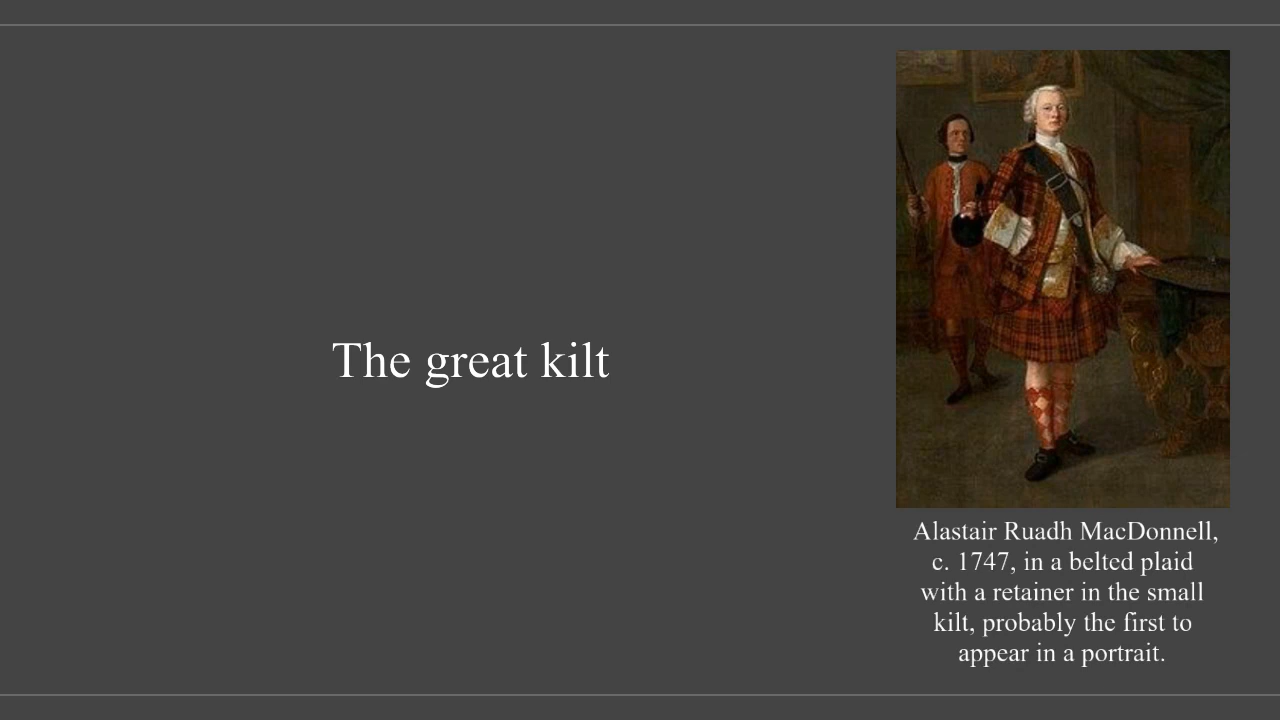 The great kilt
Alastair Ruadh MacDonnell,
c. 1747, in a belted plaid
with a retainer in the small
kilt, probably the first to
appear in a portrait.